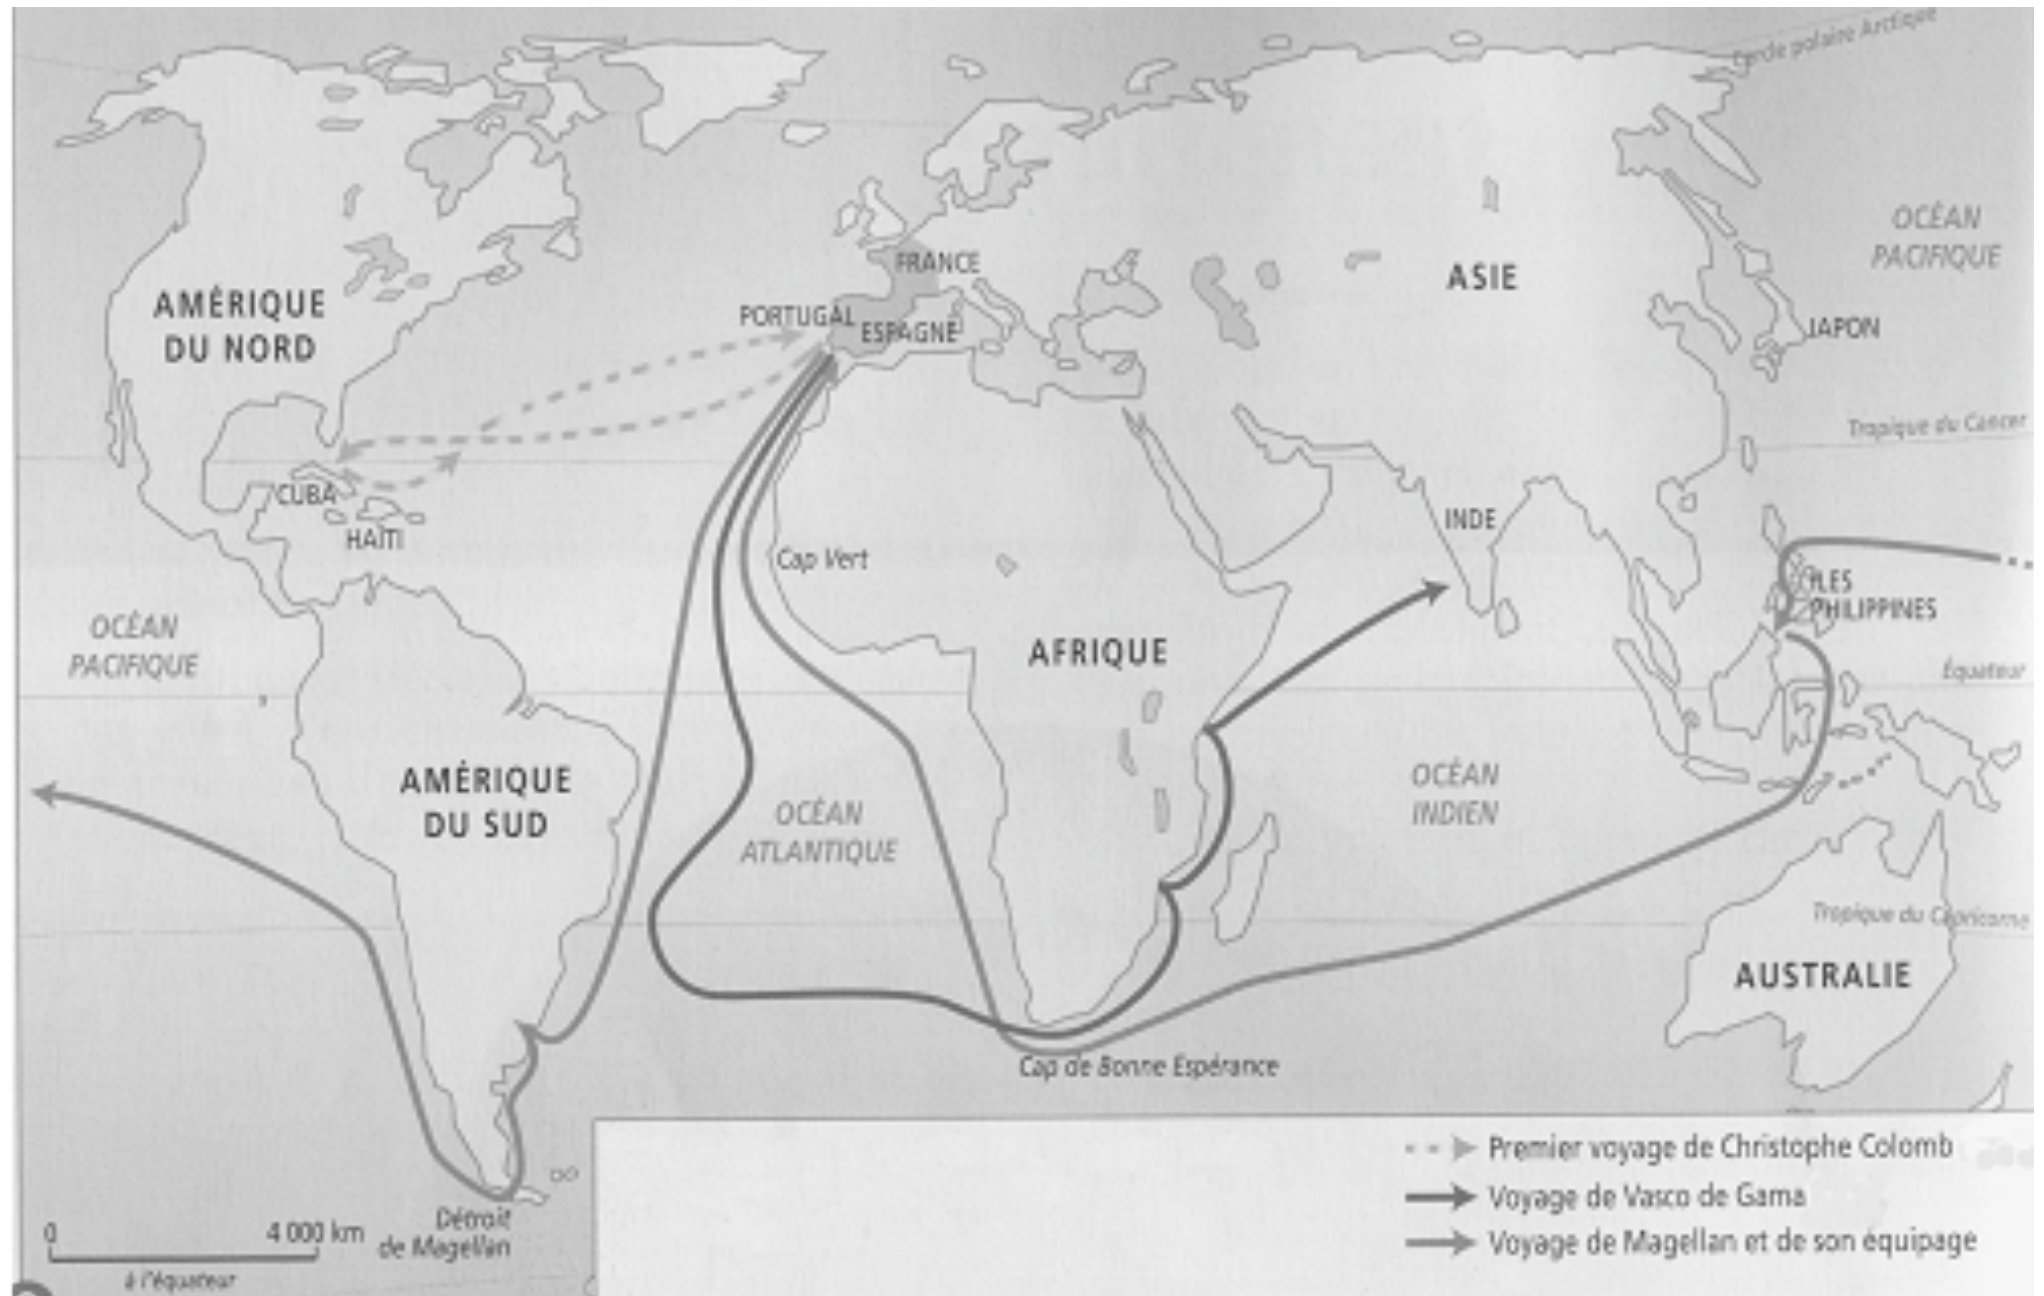 Cercle polaire Arctique
OCÉAN
PACIFIQUE
FRANCE
ASIE
AMÉRIQUE
DU NORD
PORTUGAL
ESPAGNE
JAPON
Tropique du Cancer
CUBA
HAÏTI
INDE
Cap Vert
ÎLES
PHILIPPINES
OCÉAN
PACIFIQUE
AFRIQUE
Équateur
AMÉRIQUE
DU SUD
OCÉAN
ATLANTIQUE
OCÉAN
INDIEN
Tropique du Capricorne
AUSTRALIE
Cap de Bonne Espérance
Détroit
de Magellan
0 4 000 km
à l'équateur
Premier voyage de Christophe Colomb
Voyage de Vasco de Gama
Voyage de Magellan et de son équipage